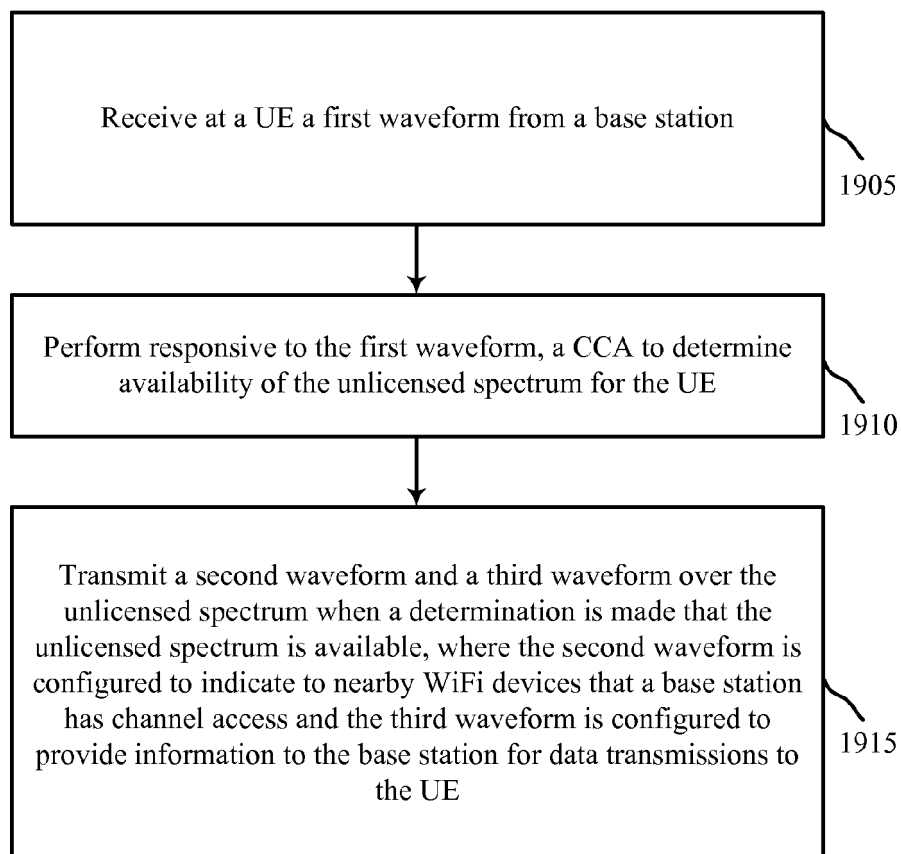 Receive at a UE a first waveform from a base station
1905
Perform responsive to the first waveform, a CCA to determine
availability of the unlicensed spectrum for the UE
1910
Transmit a second waveform and a third waveform over the
unlicensed spectrum when a determination is made that the
unlicensed spectrum is available, where the second waveform is
configured to indicate to nearby WiFi devices that a base station
has channel access and the third waveform is configured to
provide information to the base station for data transmissions to
the UE
1915